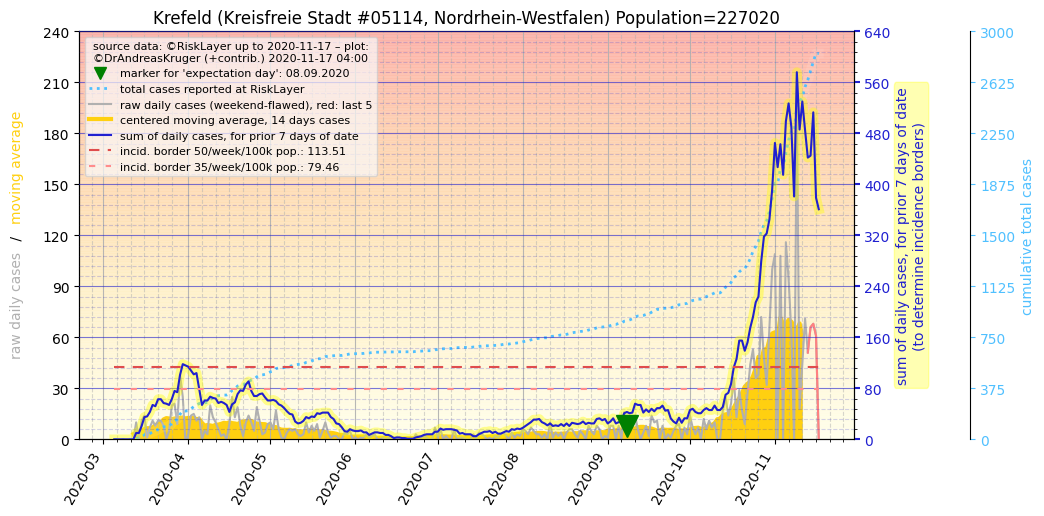 Krefeld (Kreisfreie Stadt #05114, Nordrhein-Westfalen) Population=227020
source data: ©RiskLayer up to 2020-11-17 – plot:
©DrAndreasKruger (+contrib.) 2020-11-17 04:00
marker for 'expectation day': 08.09.2020
total cases reported at RiskLayer
raw daily cases (weekend-flawed), red: last 5
centered moving average, 14 days cases
sum of daily cases, for prior 7 days of date
incid. border 50/week/100k pop.: 113.51
incid. border 35/week/100k pop.: 79.46
raw daily cases / moving average
240
210
180
150
120
90
60
30
0
2020-03
2020-04
2020-05
2020-06
2020-07
2020-08
2020-09
2020-10
2020-11
640
560
480
400
320
240
160
80
0
sum of daily cases, for prior 7 days of date
(to determine incidence borders)
3000
2625
2250
1875
1500
1125
750
375
0
cumulative total cases